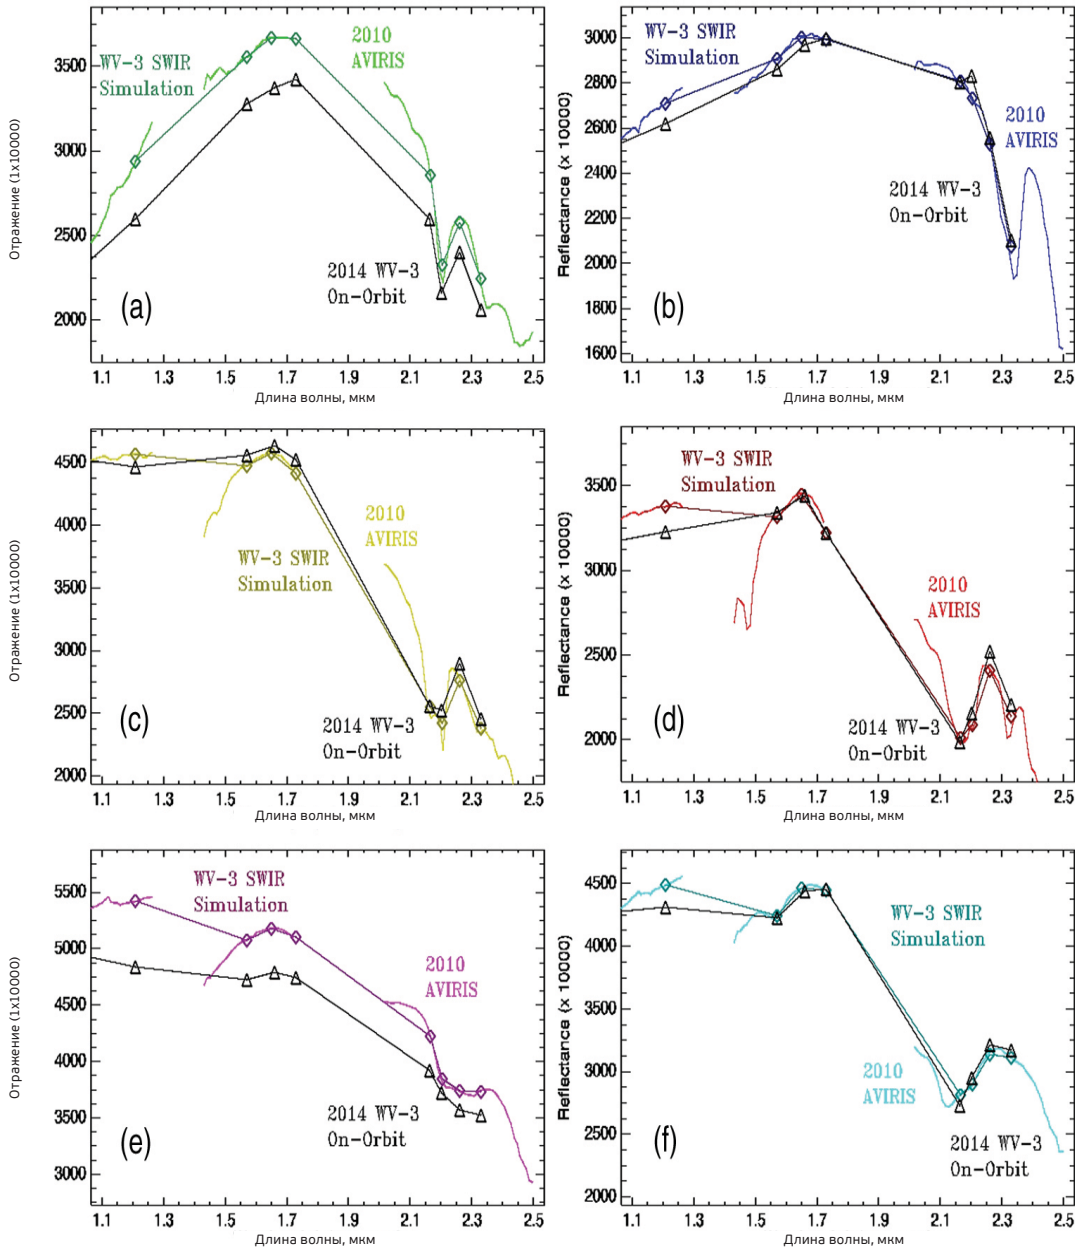 3500
3000
2500
2000
Отражение (1x10000)
WV-3 SWIR
Simulation
2010
AVIRIS
2014 WV-3
On-Orbit
(a)
1.1 1.3 1.5 1.7 1.9 2.1 2.3 2.5
Длина волны, мкм
3000
2800
2600
2400
2200
2000
1800
1600
Reflectance (x 10000)
WV-3 SWIR
Simulation
2010
AVIRIS
2014 WV-3
On-Orbit
(b)
1.1 1.3 1.5 1.7 1.9 2.1 2.3 2.5
Длина волны, мкм
4500
4000
3500
3000
2500
2000
Отражение (1x10000)
2010
AVIRIS
WV-3 SWIR
Simulation
(c)
2014 WV-3
On-Orbit
1.1 1.3 1.5 1.7 1.9 2.1 2.3 2.5
Длина волны, мкм
3500
3000
2500
2000
Reflectance (x 10000)
WV-3 SWIR
Simulation
2010
AVIRIS
(d)
2014 WV-3
On-Orbit
1.1 1.3 1.5 1.7 1.9 2.1 2.3 2.5
Длина волны, мкм
5500
5000
4500
4000
3500
3000
Отражение (1x10000)
WV-3 SWIR
Simulation
2010
AVIRIS
2014 WV-3
On-Orbit
(e)
1.1 1.3 1.5 1.7 1.9 2.1 2.3 2.5
Длина волны, мкм
4500
4000
3500
3000
2500
2000
Reflectance (x 10000)
WV-3 SWIR
Simulation
2010
AVIRIS
(f)
2014 WV-3
On-Orbit
1.1 1.3 1.5 1.7 1.9 2.1 2.3 2.5
Длина волны, мкм